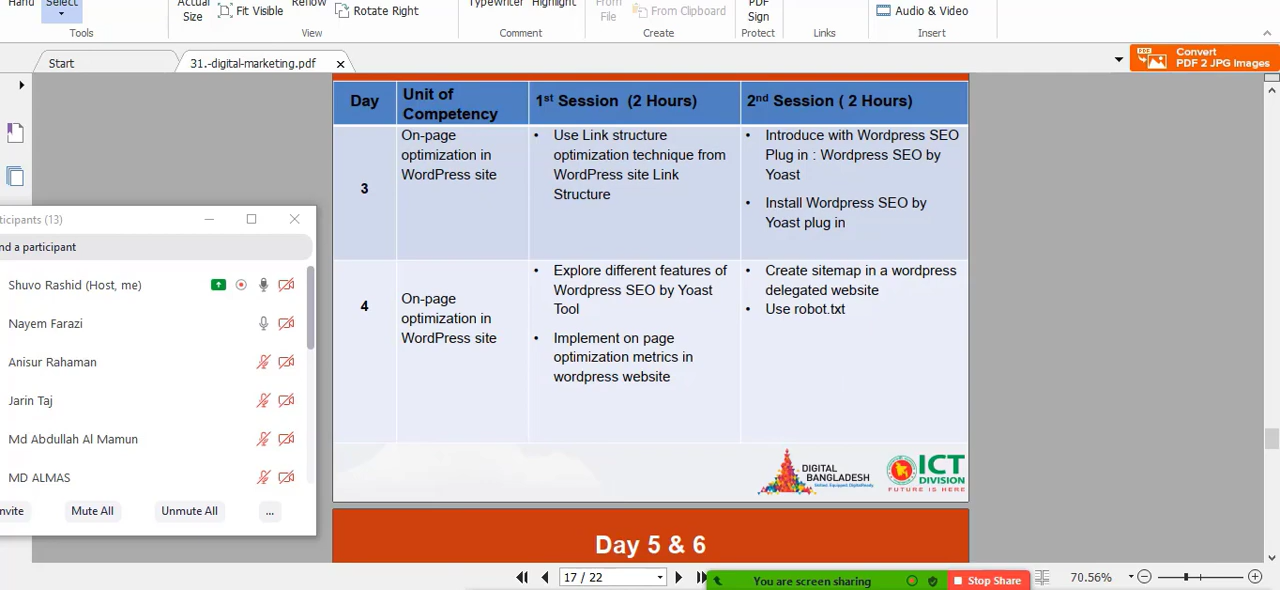 Hand
Select
Actual
Size
Fit Visible
Reflow
Rotate Right
Typewriter
Highlight
From
File
From Clipboard
PDF
Sign
Audio & Video
Tools
View
Comment
Create
Protect
Links
Insert
Start
31.-digital-marketing.pdf
Convert
PDF 2 JPG Images
Day
Unit of
Competency
1st Session (2 Hours)
2nd Session ( 2 Hours)
3
On-page
optimization in
WordPress site
• Use Link structure
optimization technique from
WordPress site Link
Structure
• Introduce with Wordpress SEO
Plug in : Wordpress SEO by
Yoast
• Install Wordpress SEO by
Yoast plug in
4
On-page
optimization in
WordPress site
• Explore different features of
Wordpress SEO by Yoast
Tool
• Implement on page
optimization metrics in
wordpress website
• Create sitemap in a wordpress
delegated website
• Use robot.txt
DIGITAL
BANGLADESH
ICT
DIVISION
FUTURE IS HERE
Day 5 & 6
ticipants (13)
nd a participant
Shuvo Rashid (Host, me)
Nayem Farazi
Anisur Rahaman
Jarin Taj
Md Abdullah Al Mamun
MD ALMAS
nvite
Mute All
Unmute All
...
17 / 22
You are screen sharing
Stop Share
70.56%